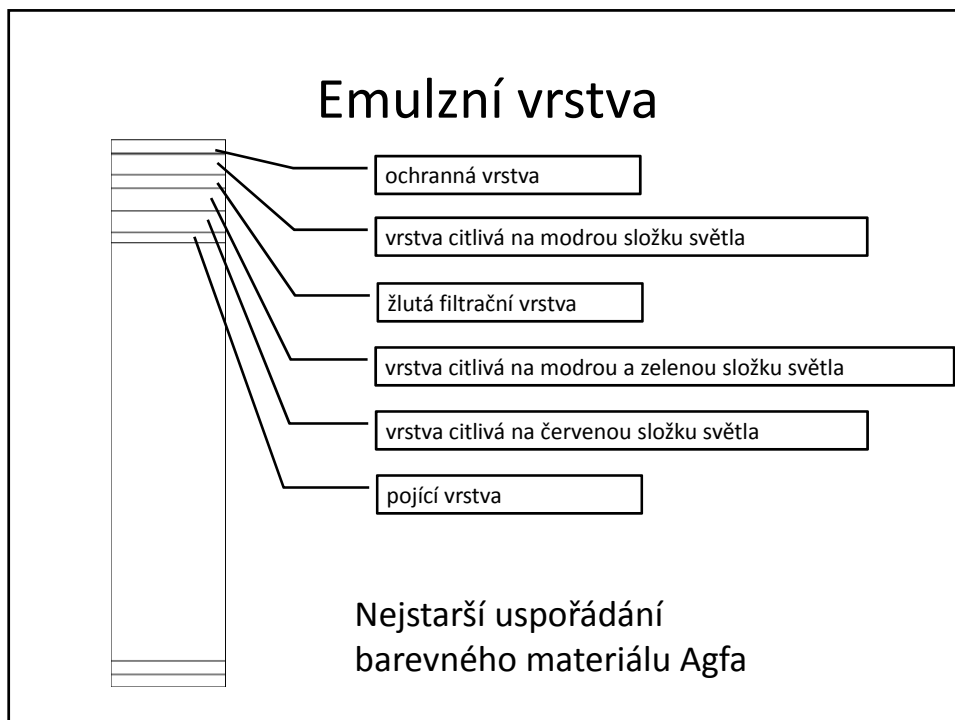 Emulzní vrstva
ochranná vrstva
vrstva citlivá na modrou složku světla
žlutá filtrační vrstva
vrstva citlivá na modrou a zelenou složku světla
vrstva citlivá na červenou složku světla
pojící vrstva
Nejstarší uspořádání
barevného materiálu Agfa